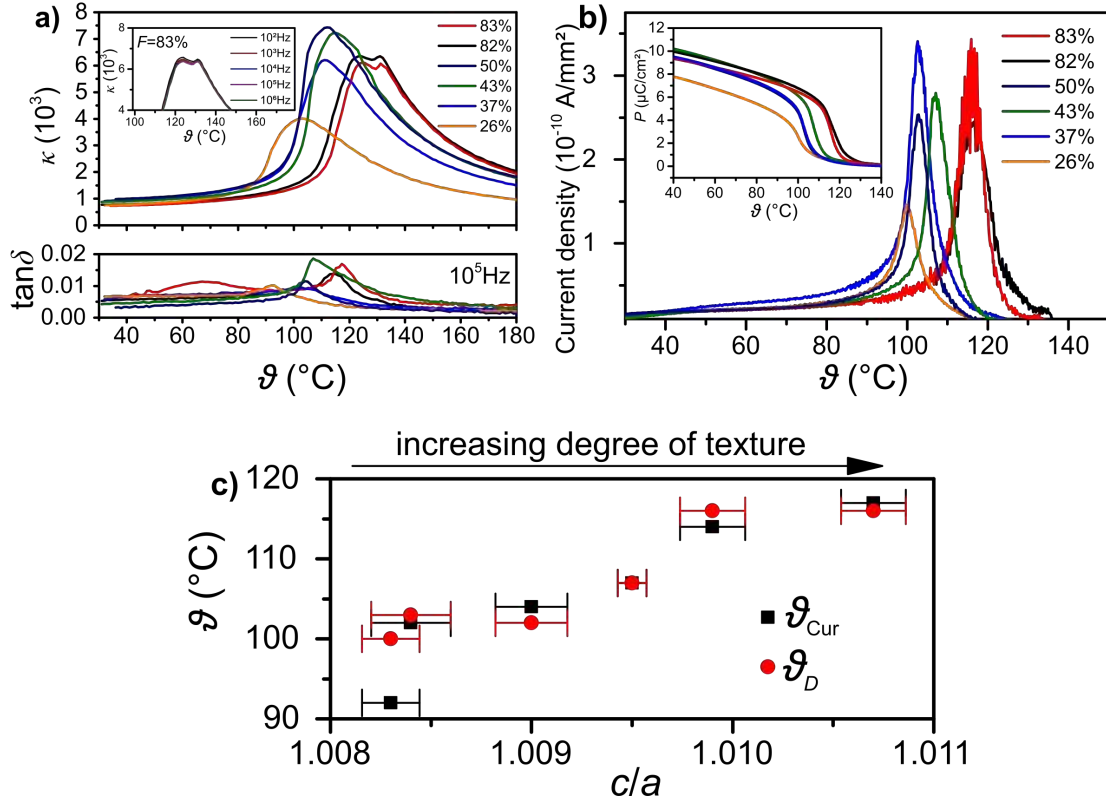 a)
8
7
6
5
4
3
2
1
0
κ (10³)
F=83%
8
6
4
κ (10³)
120 140 160
ϑ (°C)
10²Hz
10³Hz
10⁴Hz
10⁵Hz
10⁶Hz
83%
82%
50%
43%
37%
26%
0.02
0.01
0.00
tanδ
10⁵Hz
40 60 80 100 120 140 160 180
ϑ (°C)
b)
3
2
1
Current density (10⁻¹⁰ A/mm²)
12
10
8
6
4
2
0
P (μC/cm²)
40 60 80 100 120 140
ϑ (°C)
83%
82%
50%
43%
37%
26%
40 60 80 100 120 140
ϑ (°C)
increasing degree of texture
c)
120
110
100
90
ϑ (°C)
ϑCur
ϑD
1.008 1.009 1.010 1.011
c/a